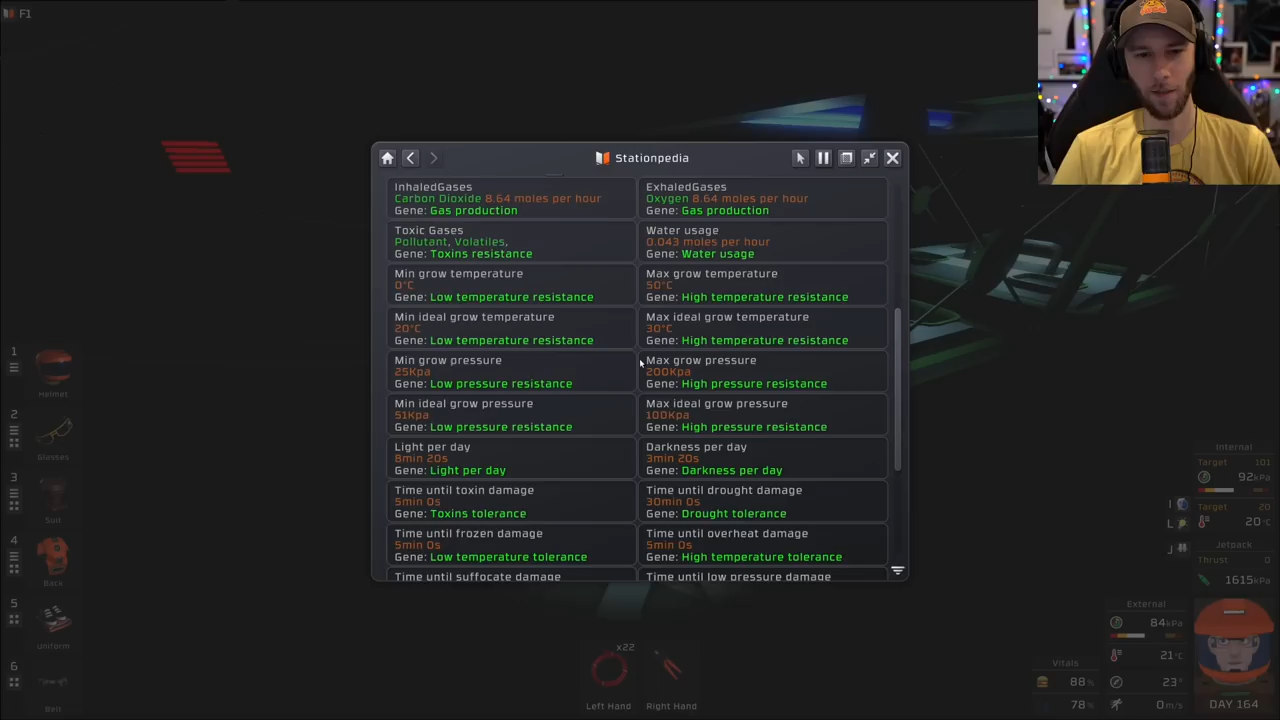 F1
Stationpedia
InhaledGases
Carbon Dioxide 8.64 moles per hour
Gene: Gas production
ExhaledGases
Oxygen 8.64 moles per hour
Gene: Gas production
Toxic Gases
Pollutant, Volatiles,
Gene: Toxins resistance
Water usage
0.043 moles per hour
Gene: Water usage
Min grow temperature
0°C
Gene: Low temperature resistance
Max grow temperature
50°C
Gene: High temperature resistance
Min ideal grow temperature
20°C
Gene: Low temperature resistance
Max ideal grow temperature
30°C
Gene: High temperature resistance
Min grow pressure
25Kpa
Gene: Low pressure resistance
Max grow pressure
200Kpa
Gene: High pressure resistance
Min ideal grow pressure
51Kpa
Gene: Low pressure resistance
Max ideal grow pressure
100Kpa
Gene: High pressure resistance
Light per day
8min 20s
Gene: Light per day
Darkness per day
3min 20s
Gene: Darkness per day
Time until toxin damage
5min 0s
Gene: Toxins tolerance
Time until drought damage
30min 0s
Gene: Drought tolerance
Time until frozen damage
5min 0s
Gene: Low temperature tolerance
Time until overheat damage
5min 0s
Gene: High temperature tolerance
Time until suffocate damage
Time until low pressure damage
1
Helmet
2
Glasses
3
Suit
4
Back
5
Uniform
6
Belt
x22
Left Hand
Right Hand
Internal
Target 101
92kPa
Target 20
20°C
Jetpack
Thrust 0
1615kPa
External
84kPa
21°C
23°
0m/s
Vitals
88%
78%
DAY 164